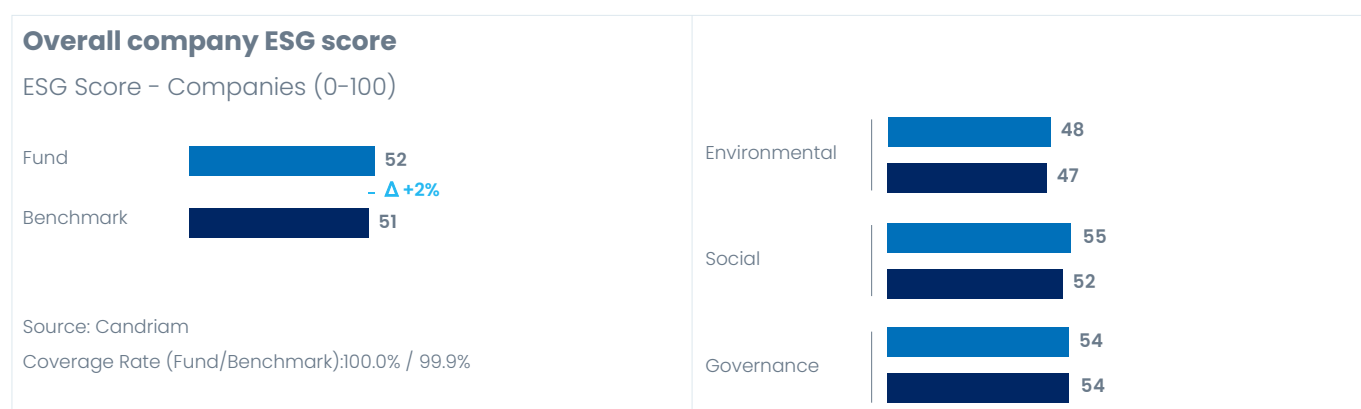 Overall company ESG score
ESG Score - Companies (0-100)
Fund
52
Δ +2%
Benchmark
51
Source: Candriam
Coverage Rate (Fund/Benchmark):100.0% / 99.9%
Environmental
48
47
Social
55
52
Governance
54
54